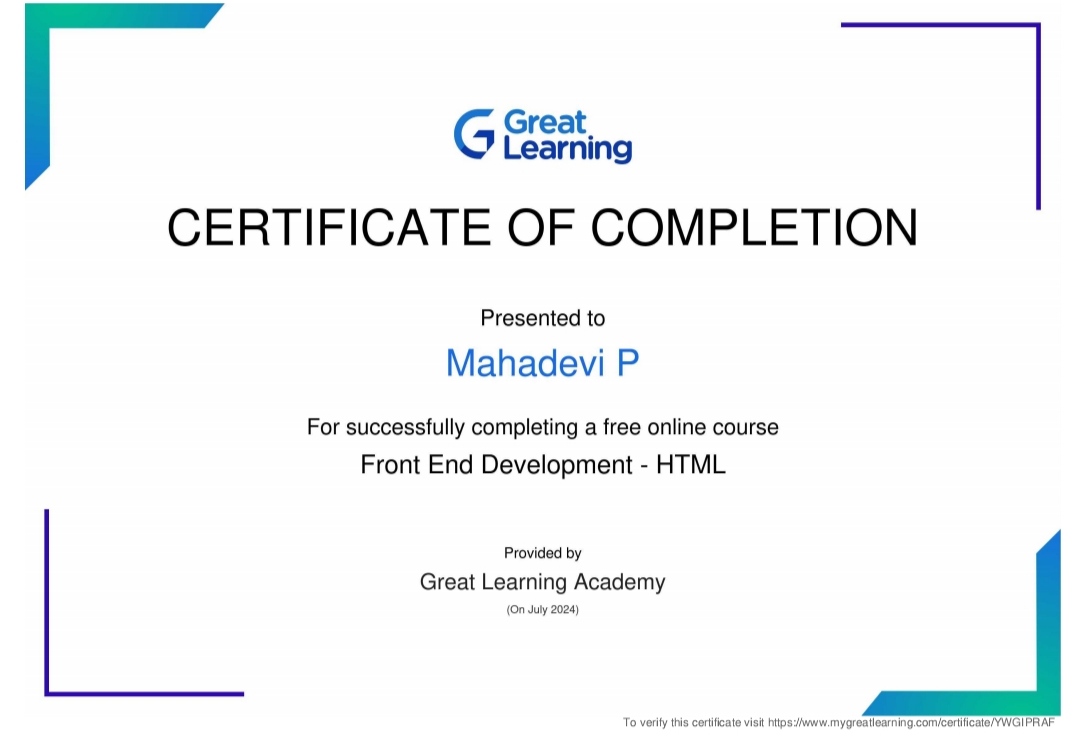 Great
Learning
CERTIFICATE OF COMPLETION
Presented to
Mahadevi P
For successfully completing a free online course
Front End Development - HTML
Provided by
Great Learning Academy
(On July 2024)
To verify this certificate visit https://www.mygreatlearning.com/certificate/YWGIPRAF